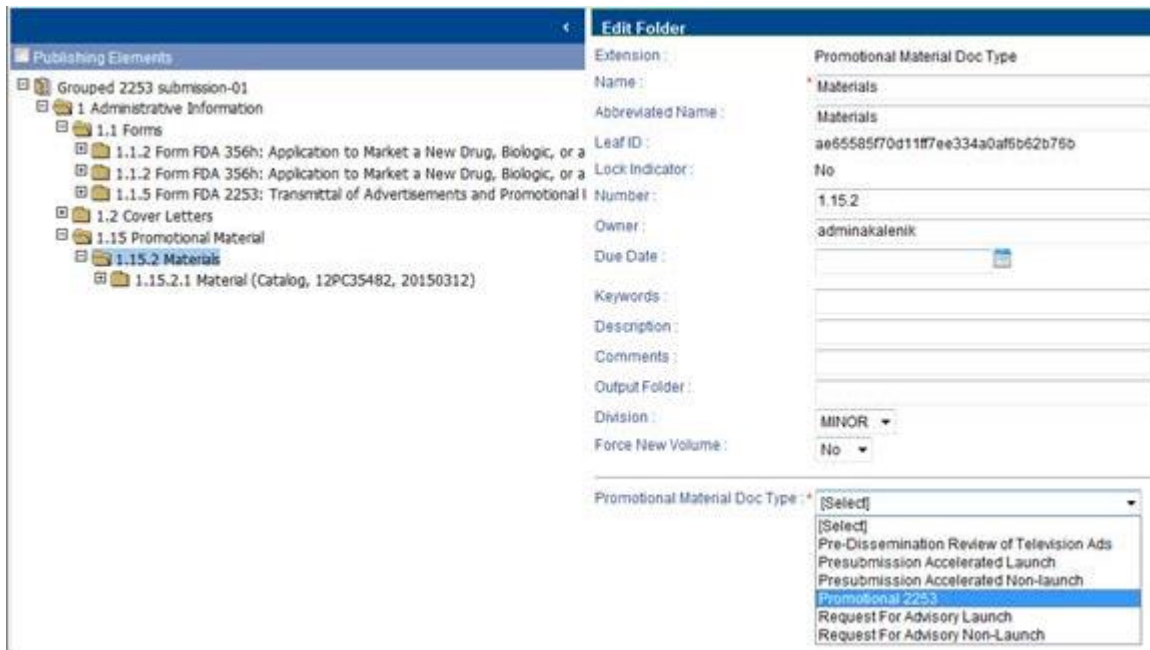 Publishing Elements
Grouped 2253 submission-01
1 Administrative Information
1.1 Forms
1.1.2 Form FDA 356h: Application to Market a New Drug, Biologic, or a
1.1.2 Form FDA 356h: Application to Market a New Drug, Biologic, or a
1.1.5 Form FDA 2253: Transmittal of Advertisements and Promotional
1.2 Cover Letters
1.15 Promotional Material
1.15.2 Materials
1.15.2.1 Material (Catalog, 12PC35482, 20150312)
Edit Folder
Extension : Promotional Material Doc Type
Name : * Materials
Abbreviated Name : Materials
Leaf ID : ae65585f70d11ff7ee334a0af6b62b76b
Lock Indicator : No
Number : 1.15.2
Owner : adminakalenik
Due Date :
Keywords :
Description :
Comments :
Output Folder :
Division : MINOR
Force New Volume : No
Promotional Material Doc Type : * [Select]
[Select]
Pre-Dissemination Review of Television Ads
Presubmission Accelerated Launch
Presubmission Accelerated Non-launch
Promotional 2253
Request For Advisory Launch
Request For Advisory Non-Launch